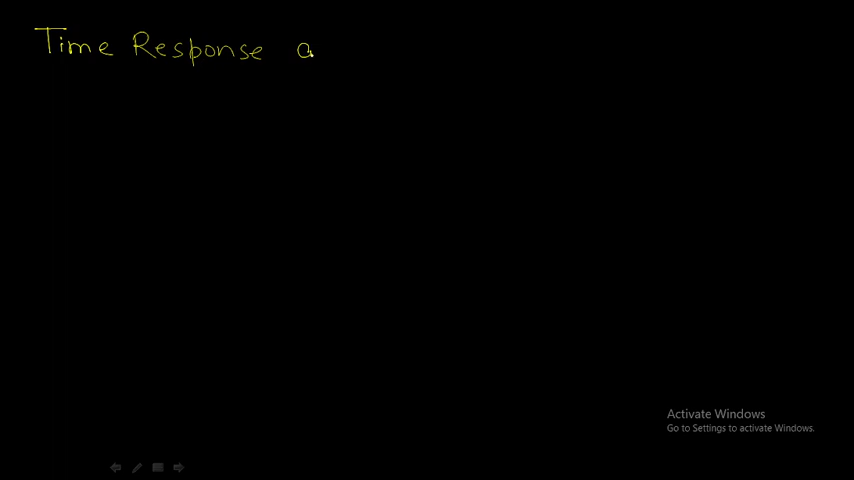 Time Response a
Activate Windows
Go to Settings to activate Windows.